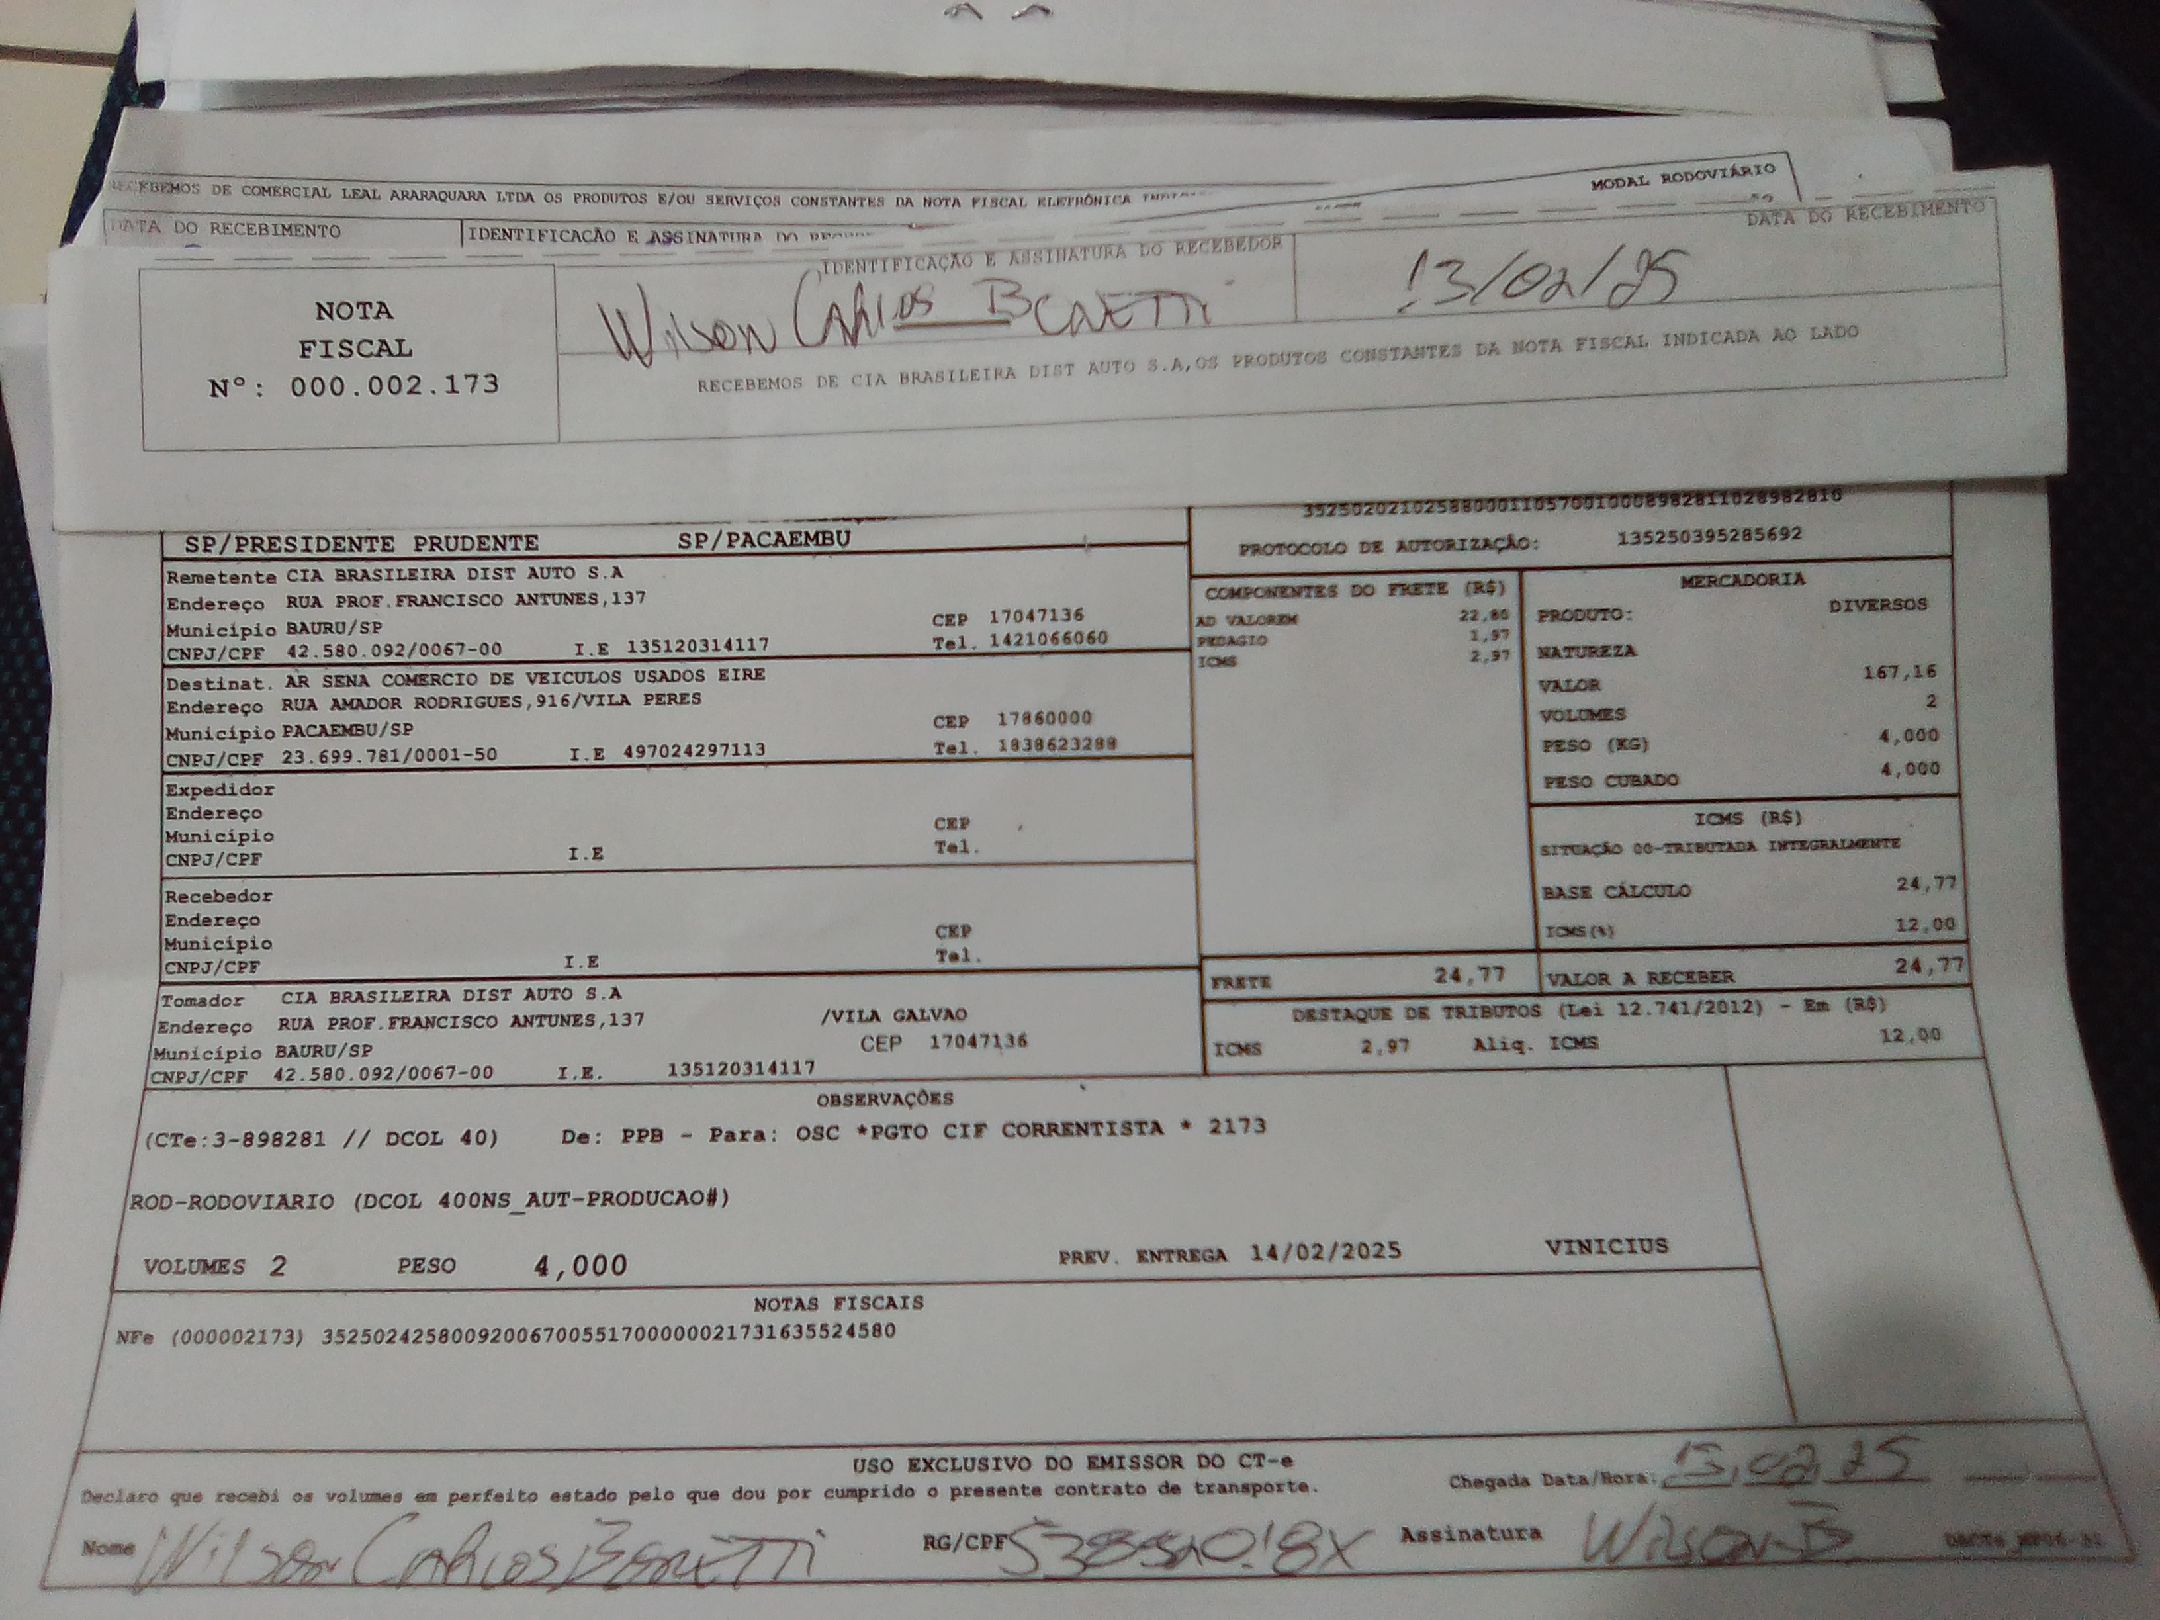 RECEBEMOS DE COMERCIAL LEAL ARARAQUARA LTDA OS PRODUTOS E/OU SERVIÇOS CONSTANTES DA NOTA FISCAL ELETRÔNICA
MODAL RODOVIÁRIO
DATA DO RECEBIMENTO IDENTIFICAÇÃO E ASSINATURA DO
IDENTIFICAÇÃO E ASSINATURA DO RECEBEDOR DATA DO RECEBIMENTO
Wilson Carlos 13/02/25
NOTA
FISCAL
Nº: 000.002.173
RECEBEMOS DE CIA BRASILEIRA DIST AUTO S.A,OS PRODUTOS CONSTANTES DA NOTA FISCAL INDICADA AO LADO
SP/PRESIDENTE PRUDENTE SP/PACAEMBU
PROTOCOLO DE AUTORIZAÇÃO: 135250395285692
Remetente CIA BRASILEIRA DIST AUTO S.A
Endereço RUA PROF.FRANCISCO ANTUNES,137
Município BAURU/SP CEP 17047136
CNPJ/CPF 42.580.092/0067-00 I.E 135120314117 Tel. 1421066060
Destinat. AR SENA COMERCIO DE VEICULOS USADOS EIRE
Endereço RUA AMADOR RODRIGUES,916/VILA PERES
Município PACAEMBU/SP CEP 17860000
CNPJ/CPF 23.699.781/0001-50 I.E 497024297113 Tel. 1838623288
Expedidor
Endereço
Município CEP
CNPJ/CPF I.E Tel.
Recebedor
Endereço
Município CEP
CNPJ/CPF I.E Tel.
Tomador CIA BRASILEIRA DIST AUTO S.A
Endereço RUA PROF.FRANCISCO ANTUNES,137 /VILA GALVAO
Município BAURU/SP CEP 17047136
CNPJ/CPF 42.580.092/0067-00 I.E. 135120314117
COMPONENTES DO FRETE (R$)
AD VALOREM 22,80
PEDAGIO 1,97
ICMS 2,97
FRETE 24,77
MERCADORIA
PRODUTO: DIVERSOS
NATUREZA
VALOR 167,16
VOLUMES 2
PESO (KG) 4,000
PESO CUBADO 4,000
ICMS (R$)
SITUAÇÃO 00-TRIBUTADA INTEGRALMENTE
BASE CÁLCULO 24,77
ICMS(%) 12,00
VALOR A RECEBER 24,77
DESTAQUE DE TRIBUTOS (Lei 12.741/2012) - Em (R$)
ICMS 2,97 Aliq. ICMS 12,00
OBSERVAÇÕES
(CTe:3-898281 // DCOL 40) De: PPB - Para: OSC *PGTO CIF CORRENTISTA * 2173
ROD-RODOVIARIO (DCOL 400NS_AUT-PRODUCAO#)
VOLUMES 2 PESO 4,000 PREV. ENTREGA 14/02/2025 VINICIUS
NOTAS FISCAIS
NFe (000002173) 35250242580092006700551700000021731635524580
USO EXCLUSIVO DO EMISSOR DO CT-e
Declaro que recebi os volumes em perfeito estado pelo que dou por cumprido o presente contrato de transporte. Chegada Data/Hora: 13,02,25
Nome Wilson Carlos RG/CPF Assinatura Wilson B